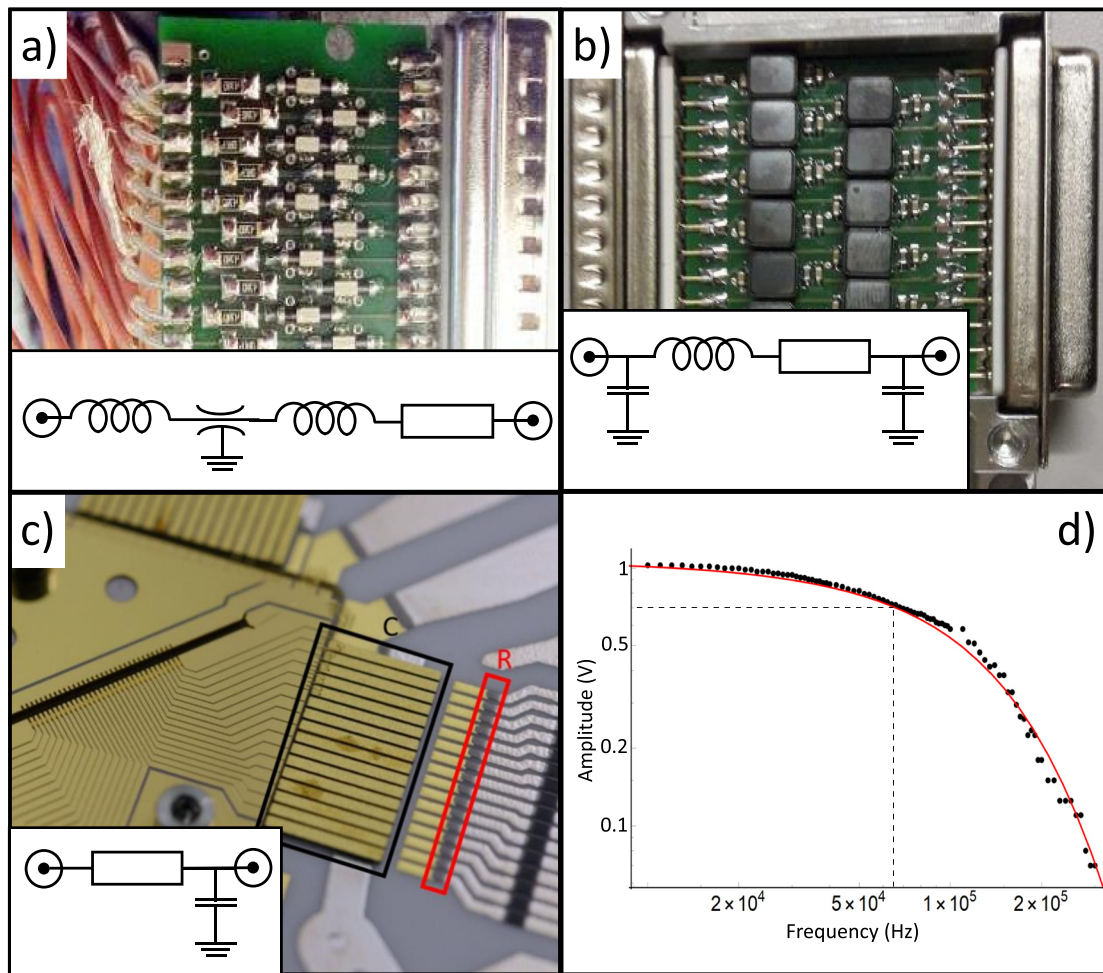 a)
b)
c)
C
R
d)
1
0.5
0.2
0.1
Amplitude (V)
2×10⁴
5×10⁴
1×10⁵
2×10⁵
Frequency (Hz)